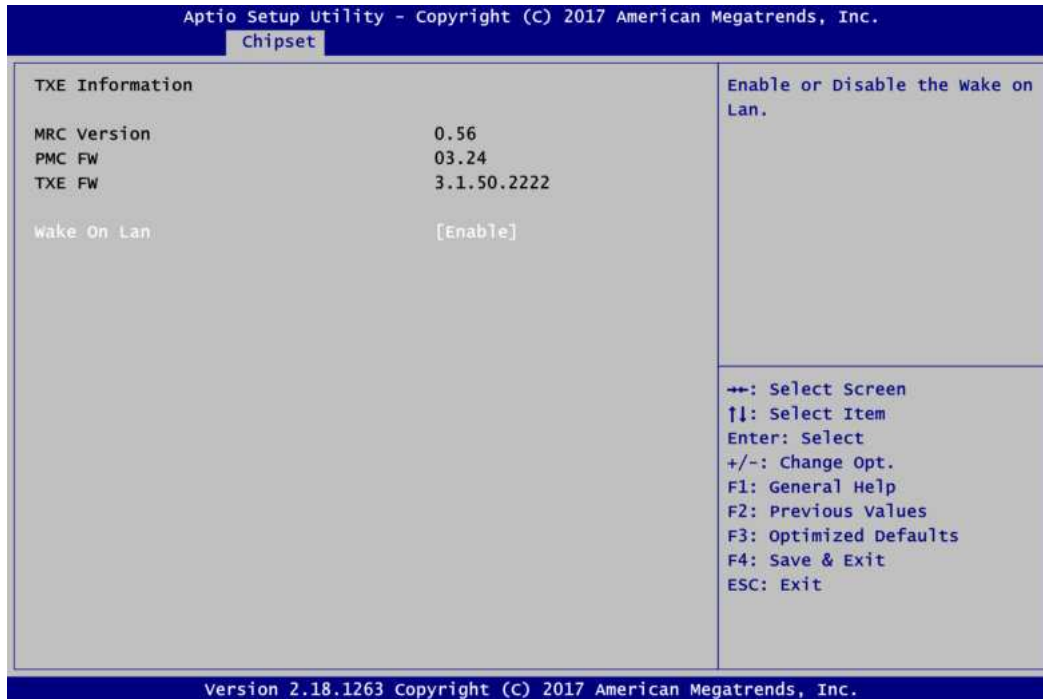 Aptio Setup Utility - Copyright (C) 2017 American Megatrends, Inc.
Chipset
TXE Information
MRC Version 0.56
PMC FW 03.24
TXE FW 3.1.50.2222
Wake On Lan [Enable]
Enable or Disable the Wake on
Lan.
→←: Select Screen
↑↓: Select Item
Enter: Select
+/-: Change Opt.
F1: General Help
F2: Previous Values
F3: Optimized Defaults
F4: Save & Exit
ESC: Exit
Version 2.18.1263 Copyright (C) 2017 American Megatrends, Inc.